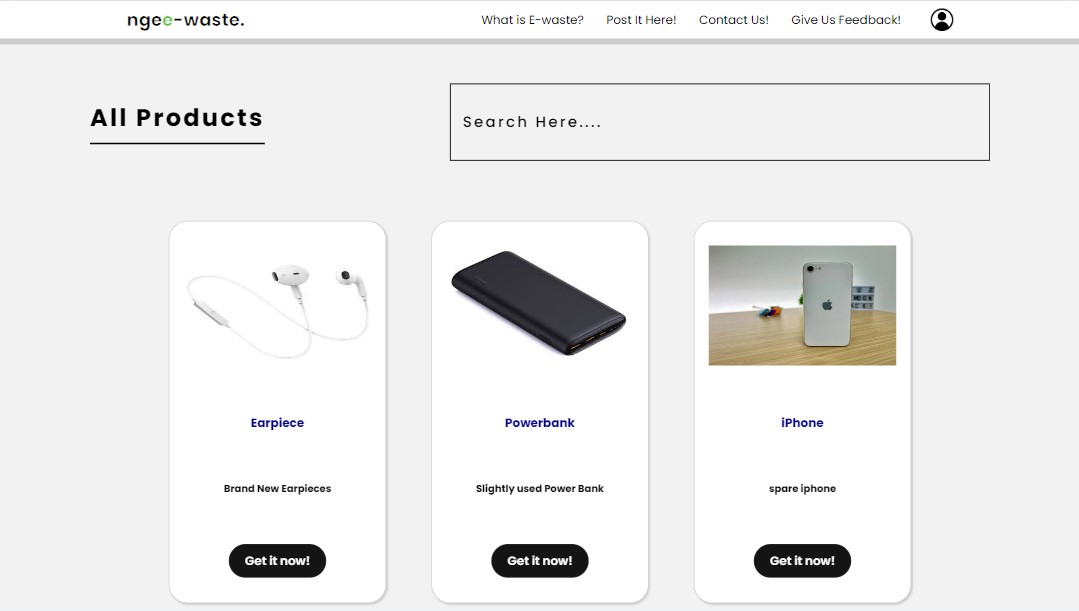 ngee-waste.
What is E-waste? Post It Here! Contact Us! Give Us Feedback!
All Products
Search Here....
Earpiece
Powerbank
iPhone
Brand New Earpieces
Slightly used Power Bank
spare iphone
Get it now!
Get it now!
Get it now!